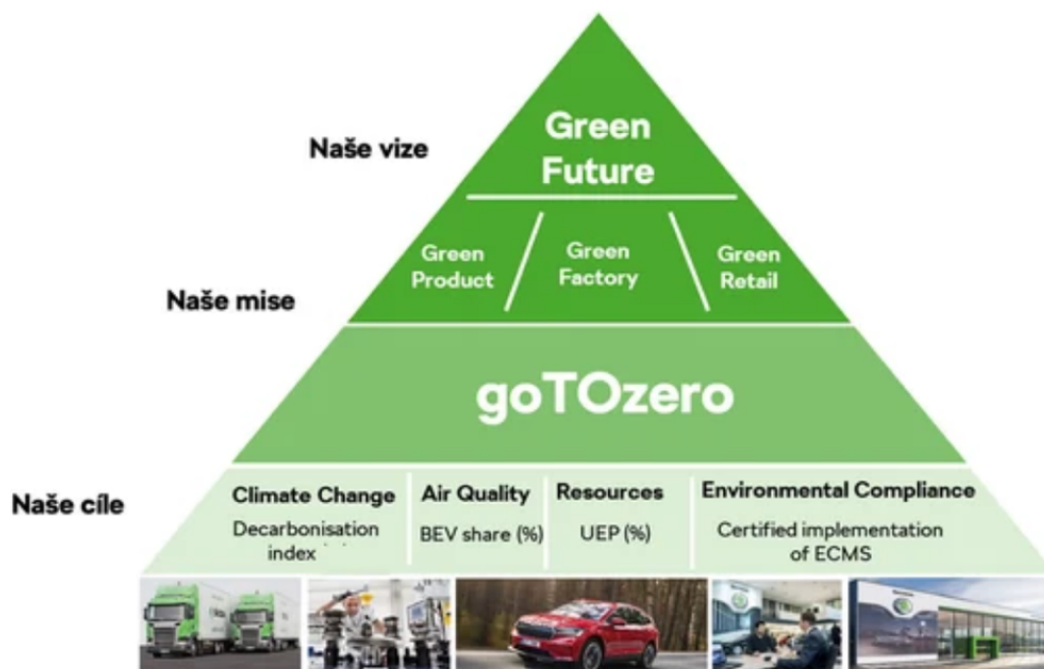 Naše vize
Green
Future
Naše mise
Green
Product
Green
Factory
Green
Retail
goTOzero
Naše cíle
Climate Change
Decarbonisation
index
Air Quality
BEV share (%)
Resources
UEP (%)
Environmental Compliance
Certified implementation
of ECMS